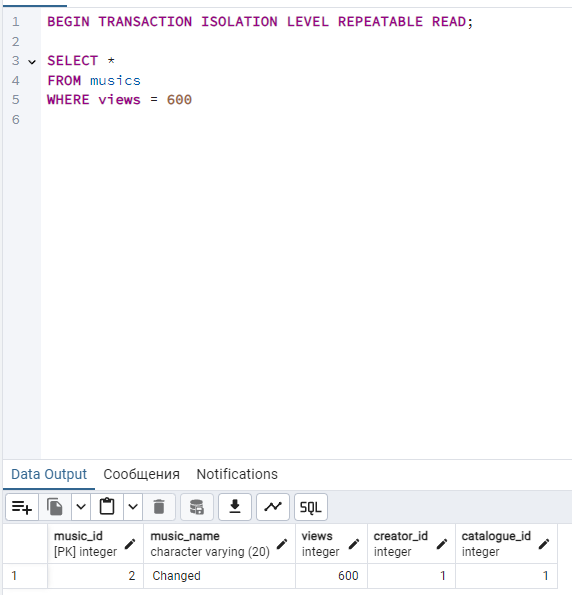 1 BEGIN TRANSACTION ISOLATION LEVEL REPEATABLE READ;
2
3 SELECT *
4 FROM musics
5 WHERE views = 600
6
Data Output Сообщения Notifications
SQL
music_id music_name views creator_id catalogue_id
[PK] integer character varying (20) integer integer integer
1 2 Changed 600 1 1